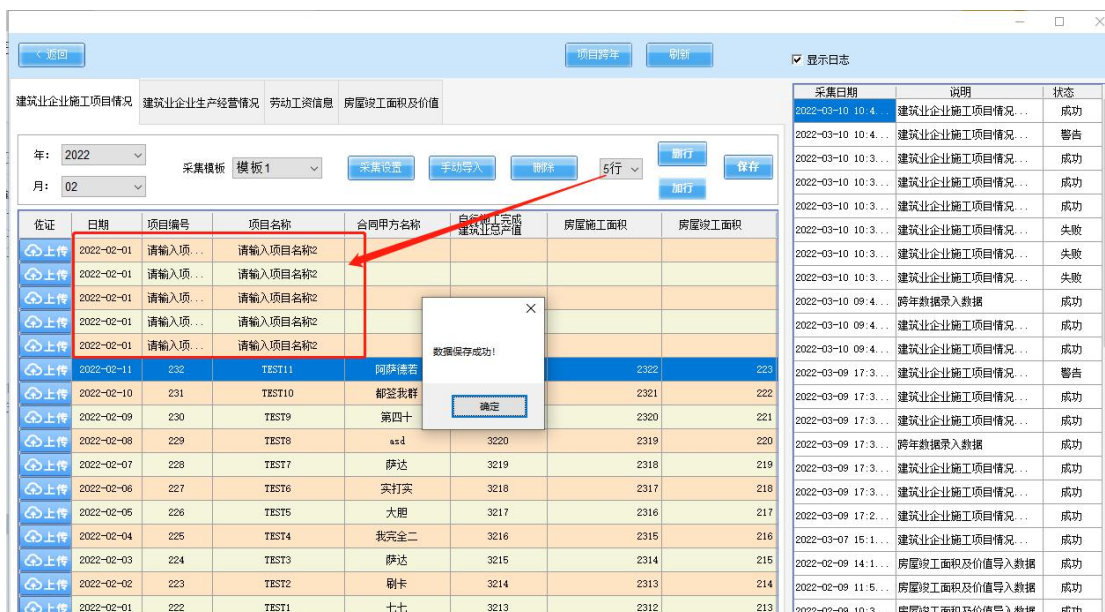 < 返回 项目跨年 刷新 显示日志
建筑业企业施工项目情况 建筑业企业生产经营情况 劳动工资信息 房屋竣工面积及价值
年: 2022
月: 02
采集模板 模板1 采集设置 手动导入 删除 5行 删行 加行 保存
佐证 日期 项目编号 项目名称 合同甲方名称 自行施工完成建筑业总产值 房屋施工面积 房屋竣工面积
上传 2022-02-01 请输入项... 请输入项目名称2
上传 2022-02-01 请输入项... 请输入项目名称2
上传 2022-02-01 请输入项... 请输入项目名称2
上传 2022-02-01 请输入项... 请输入项目名称2
上传 2022-02-01 请输入项... 请输入项目名称2
上传 2022-02-11 232 TEST11 阿萨德若 2322 223
上传 2022-02-10 231 TEST10 都签我群 2321 222
上传 2022-02-09 230 TEST9 第四十 2320 221
上传 2022-02-08 229 TEST8 asd 3220 2319 220
上传 2022-02-07 228 TEST7 萨达 3219 2318 219
上传 2022-02-06 227 TEST6 实打实 3218 2317 218
上传 2022-02-05 226 TEST5 大胆 3217 2316 217
上传 2022-02-04 225 TEST4 我完全二 3216 2315 216
上传 2022-02-03 224 TEST3 萨达 3215 2314 215
上传 2022-02-02 223 TEST2 刷卡 3214 2313 214
上传 2022-02-01 222 TEST1 十七 3213 2312 213
数据保存成功!
确定
采集日期 说明 状态
2022-03-10 10:4... 建筑业企业施工项目情况... 成功
2022-03-10 10:4... 建筑业企业施工项目情况... 警告
2022-03-10 10:3... 建筑业企业施工项目情况... 成功
2022-03-10 10:3... 建筑业企业施工项目情况... 成功
2022-03-10 10:3... 建筑业企业施工项目情况... 成功
2022-03-10 10:3... 建筑业企业施工项目情况... 失败
2022-03-10 10:3... 建筑业企业施工项目情况... 失败
2022-03-10 10:3... 建筑业企业施工项目情况... 失败
2022-03-10 09:4... 跨年数据录入数据 成功
2022-03-10 09:4... 建筑业企业施工项目情况... 成功
2022-03-10 09:4... 建筑业企业施工项目情况... 成功
2022-03-09 17:3... 建筑业企业施工项目情况... 警告
2022-03-09 17:3... 建筑业企业施工项目情况... 成功
2022-03-09 17:3... 建筑业企业施工项目情况... 成功
2022-03-09 17:3... 跨年数据录入数据 成功
2022-03-09 17:3... 建筑业企业施工项目情况... 成功
2022-03-09 17:3... 建筑业企业施工项目情况... 成功
2022-03-09 17:2... 建筑业企业施工项目情况... 成功
2022-03-07 15:1... 建筑业企业施工项目情况... 成功
2022-02-09 14:1... 房屋竣工面积及价值导入数据 成功
2022-02-09 11:5... 房屋竣工面积及价值导入数据 成功
2022-02-09 10:3... 房屋竣工面积及价值导入数据 成功